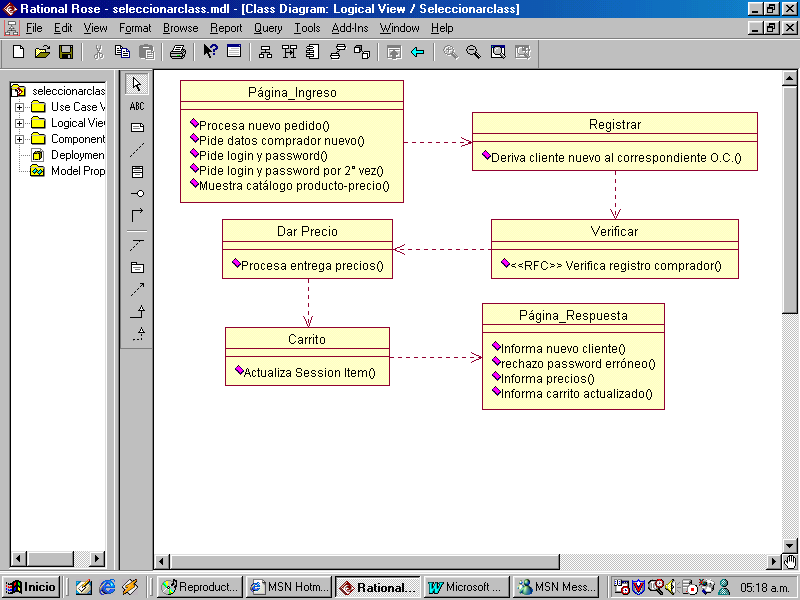 Rational Rose - seleccionarclass.mdl - [Class Diagram: Logical View / Seleccionarclass]
File Edit View Format Browse Report Query Tools Add-Ins Window Help
seleccionarclas
Use Case V
Logical Vie
Component
Deploymen
Model Prop
ABC
Página_Ingreso
Procesa nuevo pedido()
Pide datos comprador nuevo()
Pide login y password()
Pide login y password por 2° vez()
Muestra catálogo producto-precio()
Registrar
Deriva cliente nuevo al correspondiente O.C.()
Dar Precio
Procesa entrega precios()
Verificar
<<RFC>> Verifica registro comprador()
Carrito
Actualiza Session Item()
Página_Respuesta
Informa nuevo cliente()
rechazo password erróneo()
Informa precios()
Informa carrito actualizado()
Inicio
Reproduct...
MSN Hotm...
Rational...
Microsoft ...
MSN Mess...
05:18 a.m.